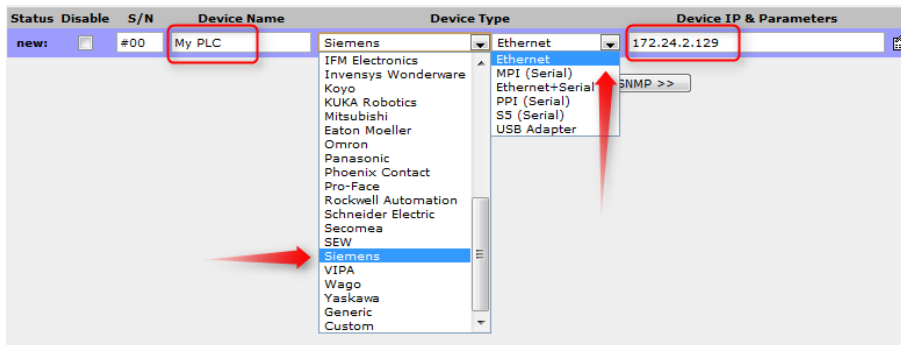 Status Disable S/N Device Name Device Type Device IP & Parameters
new: #00 My PLC Siemens Ethernet 172.24.2.129
IFM Electronics
Invensys Wonderware
Koyo
KUKA Robotics
Mitsubishi
Eaton Moeller
Omron
Panasonic
Phoenix Contact
Pro-Face
Rockwell Automation
Schneider Electric
Secomea
SEW
Siemens
VIPA
Wago
Yaskawa
Generic
Custom
Ethernet
MPI (Serial)
Ethernet+Serial
PPI (Serial)
S5 (Serial)
USB Adapter
SNMP >>